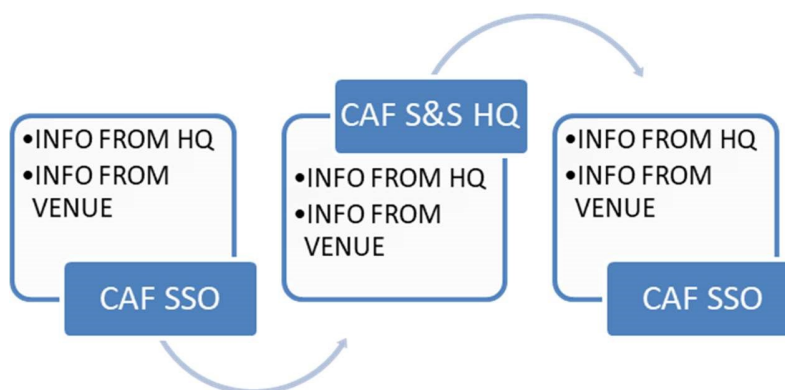 •INFO FROM HQ
•INFO FROM
VENUE
CAF SSO
CAF S&S HQ
•INFO FROM HQ
•INFO FROM
VENUE
•INFO FROM HQ
•INFO FROM
VENUE
CAF SSO